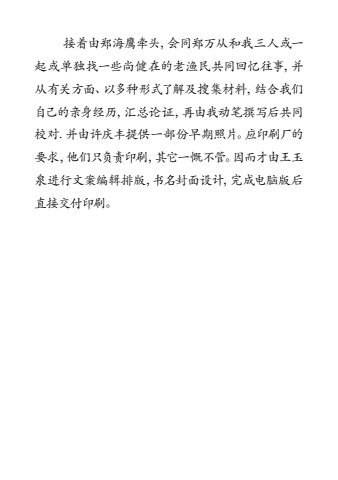 接着由郑海鹰牵头, 会同郑万从和我三人或一
起或单独找一些尚健在的老渔民共同回忆往事, 并
从有关方面、以多种形式了解及搜集材料, 结合我们
自己的亲身经历, 汇总论证, 再由我动笔撰写后共同
校对. 并由许庆丰提供一部份早期照片。应印刷厂的
要求, 他们只负责印刷, 其它一慨不管。因而才由王玉
泉进行文案编辑排版, 书名封面设计, 完成电脑版后
直接交付印刷。